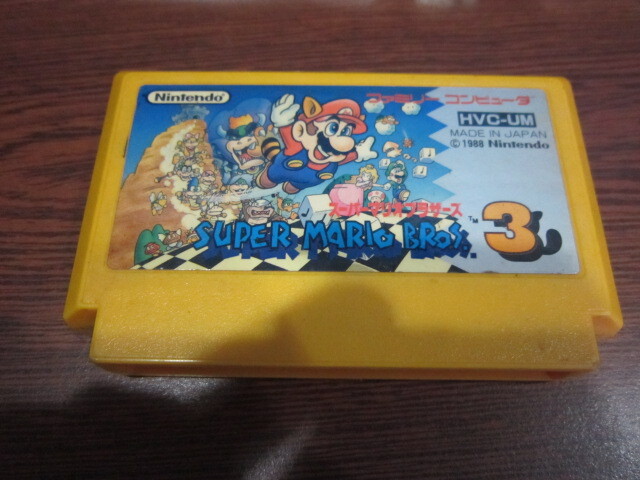 Nintendo
ファミリー コンピュータ
HVC-UM
MADE IN JAPAN
©1988 Nintendo
スーパーマリオブラザーズ
SUPER MARIO BROS. 3
TM